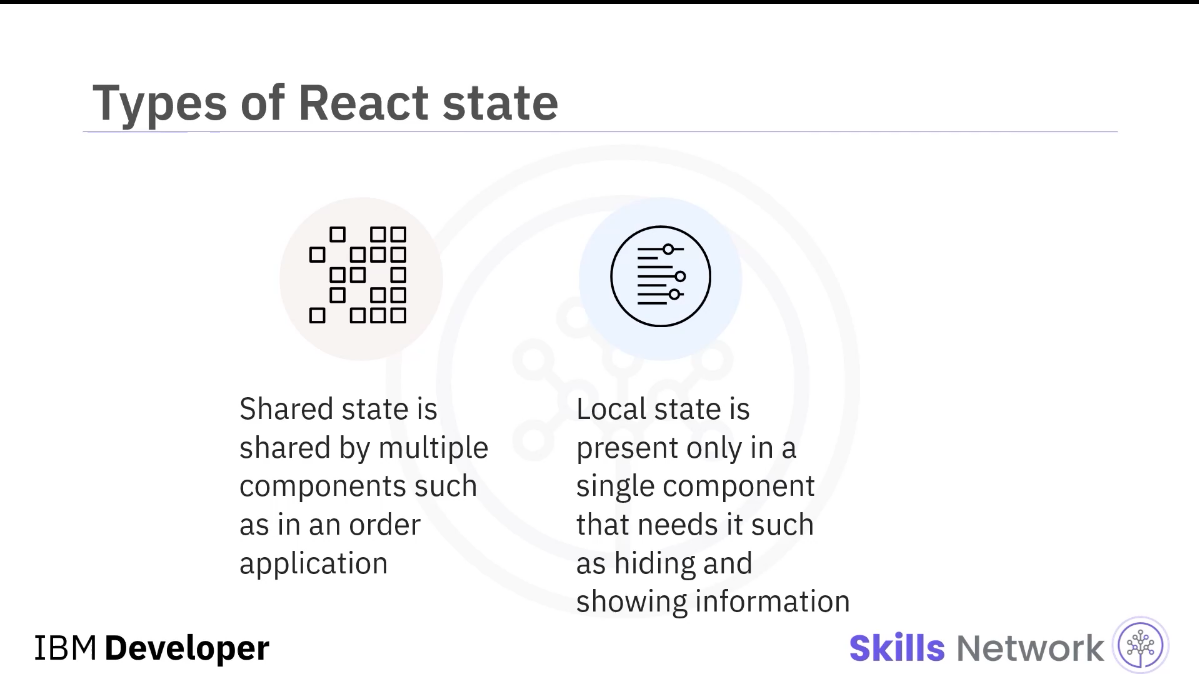 Types of React state
Shared state is
shared by multiple
components such
as in an order
application
Local state is
present only in a
single component
that needs it such
as hiding and
showing information
IBM Developer
Skills Network